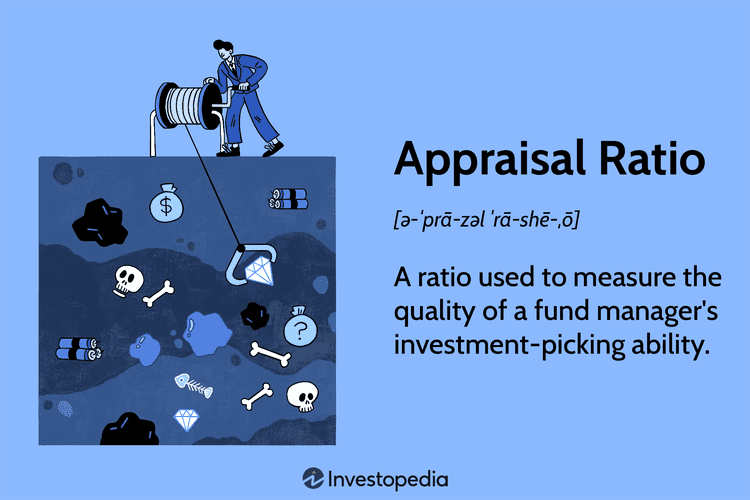 Appraisal Ratio
[ə-ˈprā-zəl ˈrā-shē-ˌō]
A ratio used to measure the
quality of a fund manager's
investment-picking ability.
$
?
Investopedia